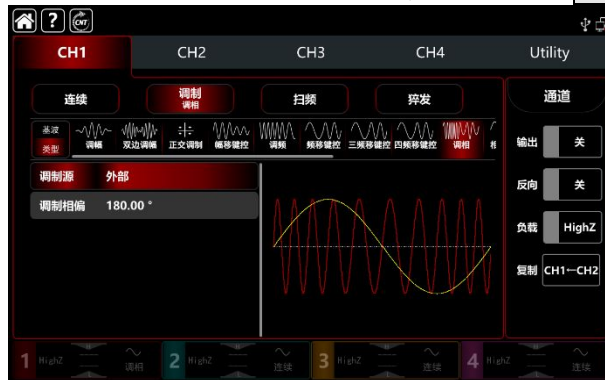 ? CNT
CH1 CH2 CH3 CH4 Utility
连续 调制 扫频 猝发 通道
调相
基波
类型 调幅 双边调幅 正交调制 幅移键控 调频 频移键控 三频移键控 四频移键控 调相
输出 关
调制源 外部
反向 关
调制相偏 180.00 °
负载 HighZ
复制 CH1←CH2
1 HighZ 调相 2 HighZ 连续 3 HighZ 连续 4 HighZ 连续